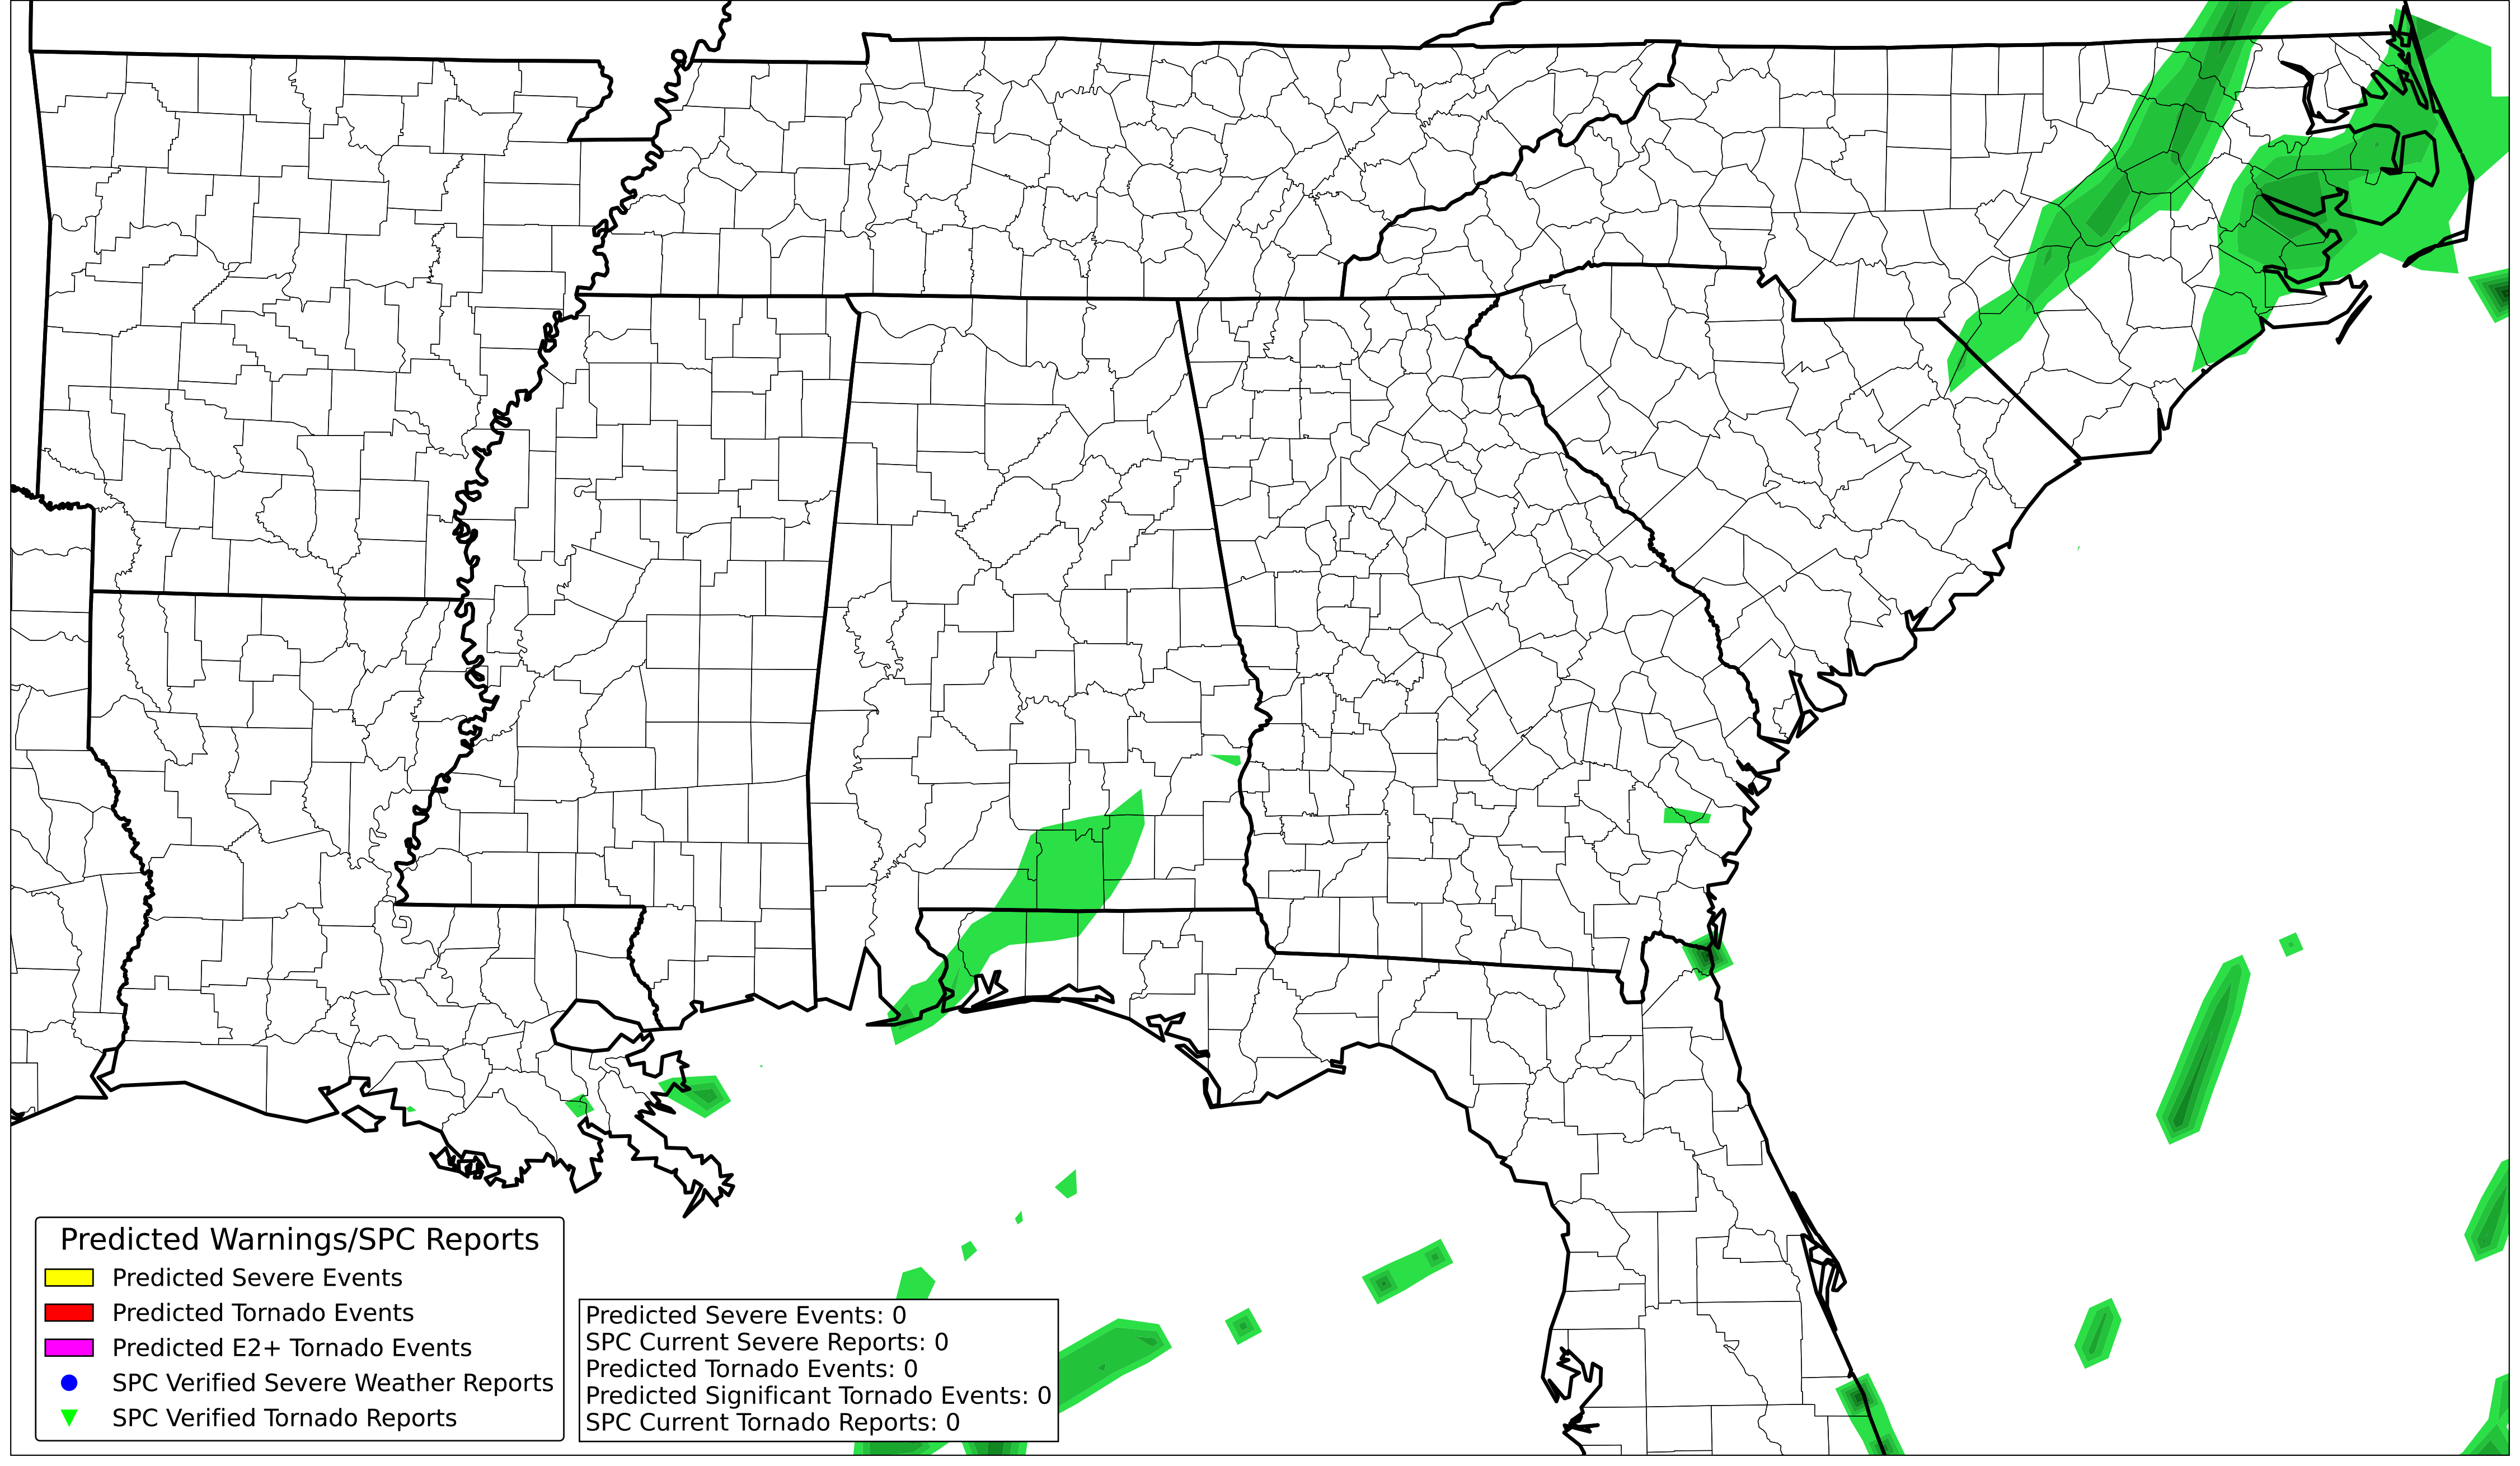 Predicted Warnings/SPC Reports
Predicted Severe Events
Predicted Tornado Events
Predicted E2+ Tornado Events
SPC Verified Severe Weather Reports
SPC Verified Tornado Reports
Predicted Severe Events: 0
SPC Current Severe Reports: 0
Predicted Tornado Events: 0
Predicted Significant Tornado Events: 0
SPC Current Tornado Reports: 0